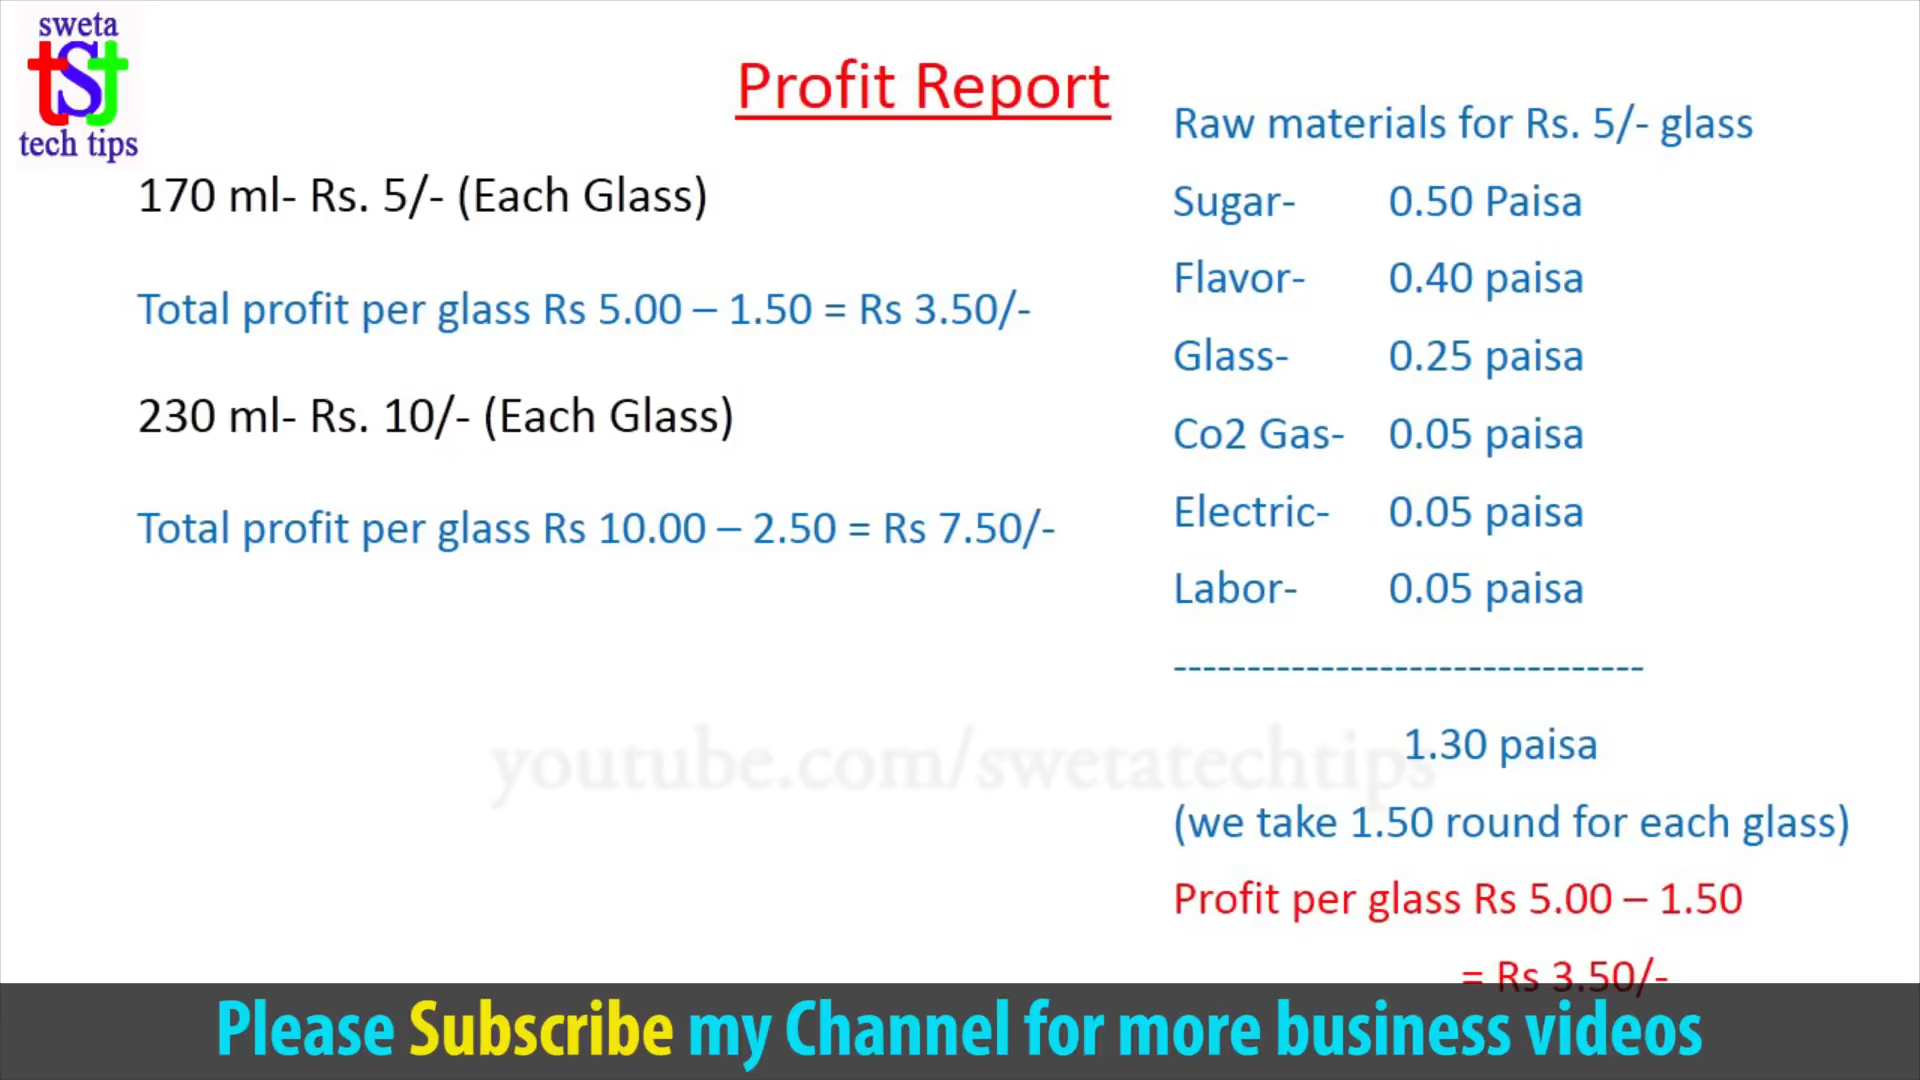 sweta
tst
tech tips
Profit Report
170 ml- Rs. 5/- (Each Glass)
Total profit per glass Rs 5.00 – 1.50 = Rs 3.50/-
230 ml- Rs. 10/- (Each Glass)
Total profit per glass Rs 10.00 – 2.50 = Rs 7.50/-
Raw materials for Rs. 5/- glass
Sugar- 0.50 Paisa
Flavor- 0.40 paisa
Glass- 0.25 paisa
Co2 Gas- 0.05 paisa
Electric- 0.05 paisa
Labor- 0.05 paisa
--------------------------------
1.30 paisa
(we take 1.50 round for each glass)
Profit per glass Rs 5.00 – 1.50
= Rs 3.50/-
youtube.com/swetatechtips
Please Subscribe my Channel for more business videos